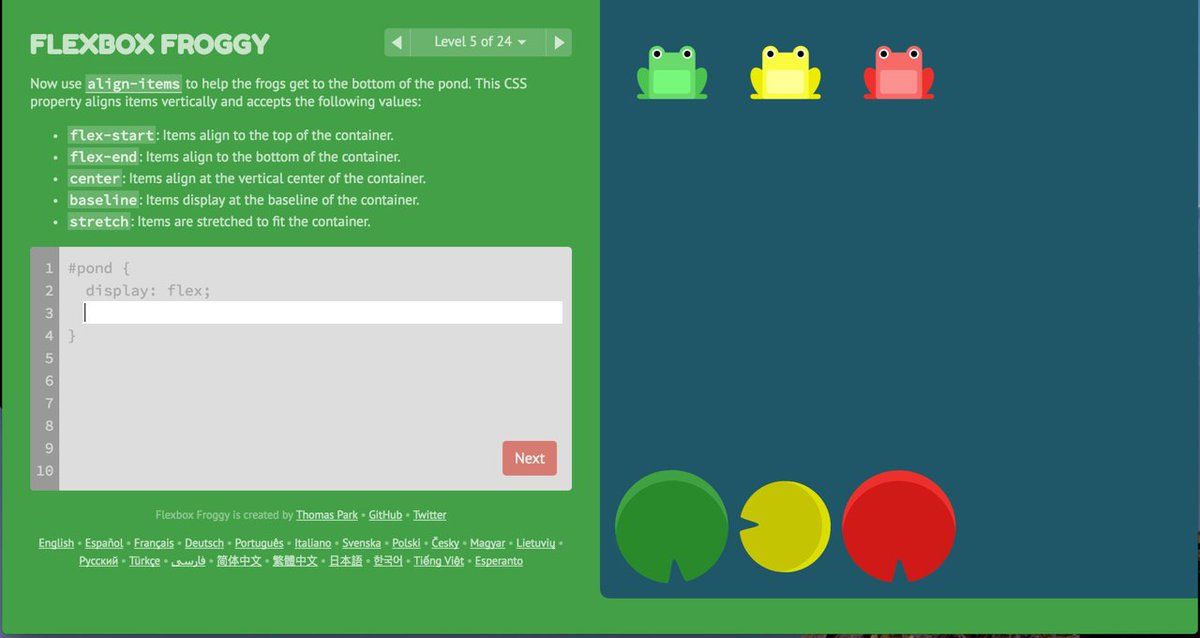 FLEXBOX FROGGY
Level 5 of 24
Now use align-items to help the frogs get to the bottom of the pond. This CSS
property aligns items vertically and accepts the following values:
• flex-start: Items align to the top of the container.
• flex-end: Items align to the bottom of the container.
• center: Items align at the vertical center of the container.
• baseline: Items display at the baseline of the container.
• stretch: Items are stretched to fit the container.
1 #pond {
2 display: flex;
3
4 }
5
6
7
8
9
10
Next
Flexbox Froggy is created by Thomas Park • GitHub • Twitter
English • Español • Français • Deutsch • Português • Italiano • Svenska • Polski • Česky • Magyar • Lietuvių •
Русский • Türkçe • فارسی • 简体中文 • 繁體中文 • 日本語 • 한국어 • Tiếng Việt • Esperanto